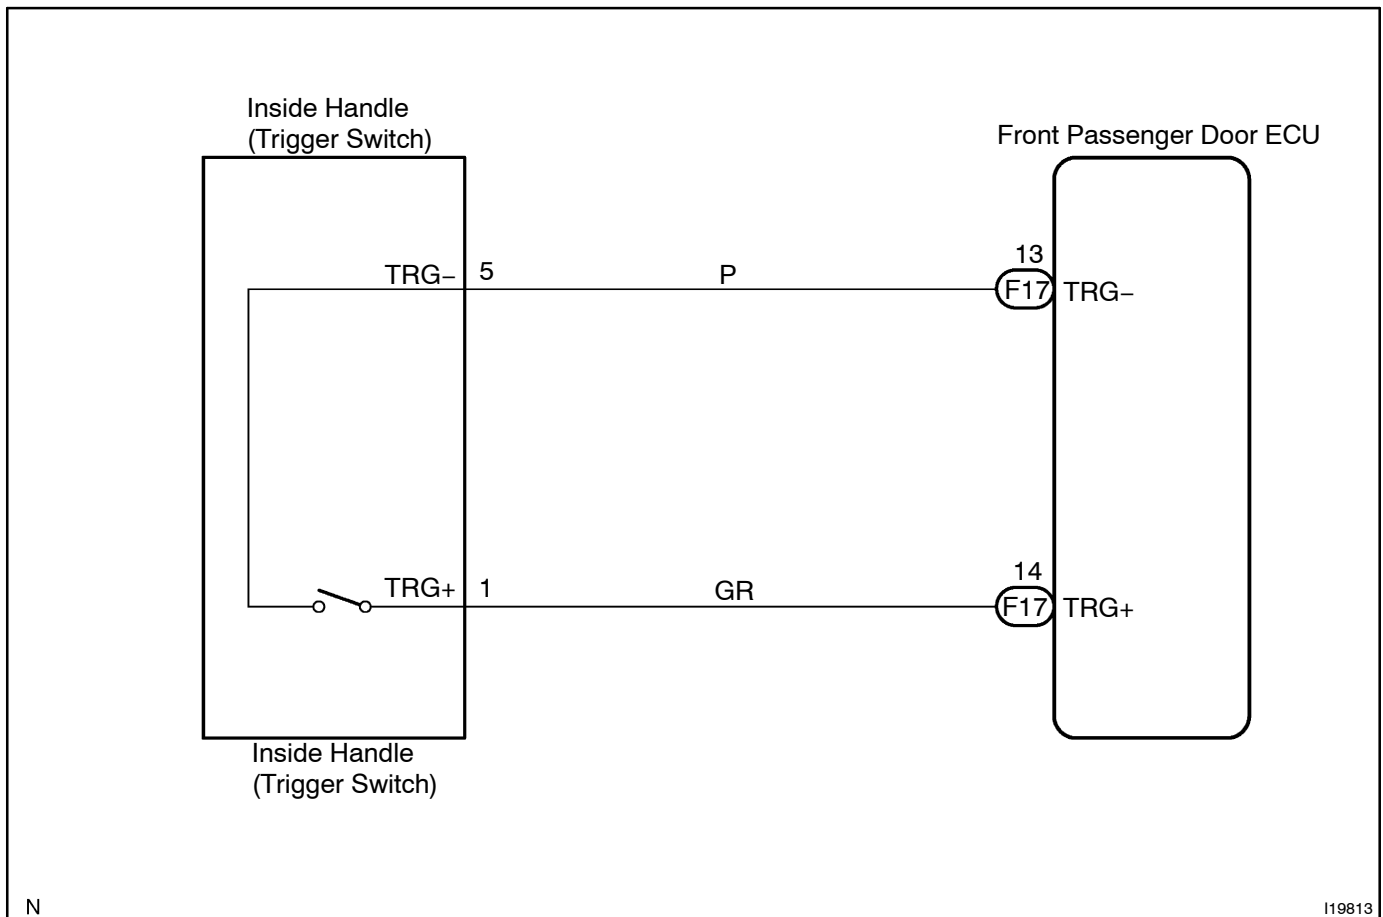 Inside Handle
(Trigger Switch)
Front Passenger Door ECU
TRG− 5 P 13 F17 TRG−
TRG+ 1 GR 14 F17 TRG+
Inside Handle
(Trigger Switch)
N
I19813